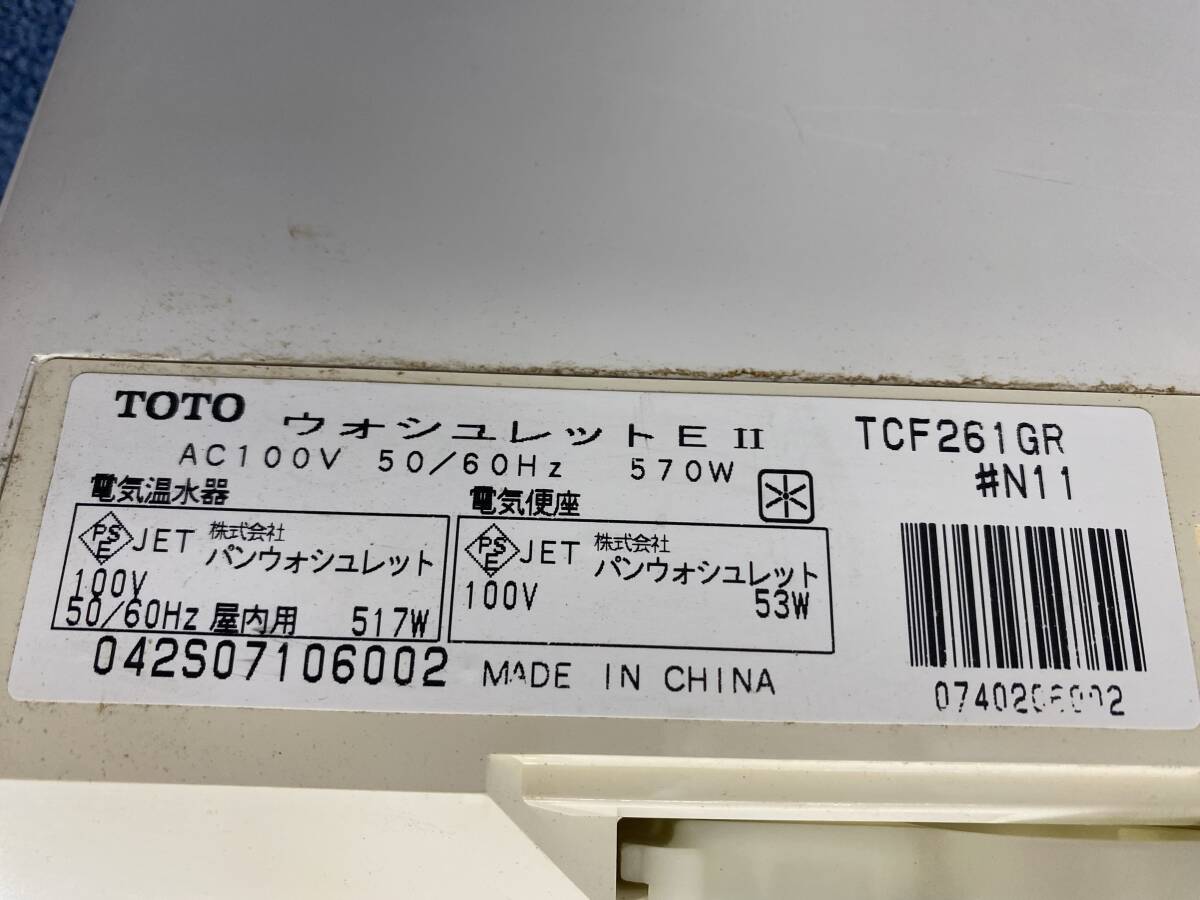 TOTO ウォシュレットEⅡ TCF261GR
AC100V 50/60Hz 570W #N11
電気温水器
PSE JET 株式会社
パンウォシュレット
100V
50/60Hz 屋内用 517W
電気便座
PSE JET 株式会社
パンウォシュレット
100V 53W
042S07106002 MADE IN CHINA